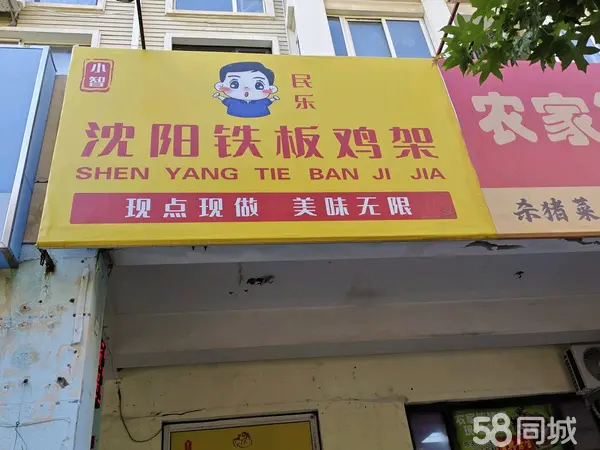 小智
民乐
沈阳铁板鸡架
SHEN YANG TIE BAN JI JIA
现点现做 美味无限
农家
杀猪菜
58同城